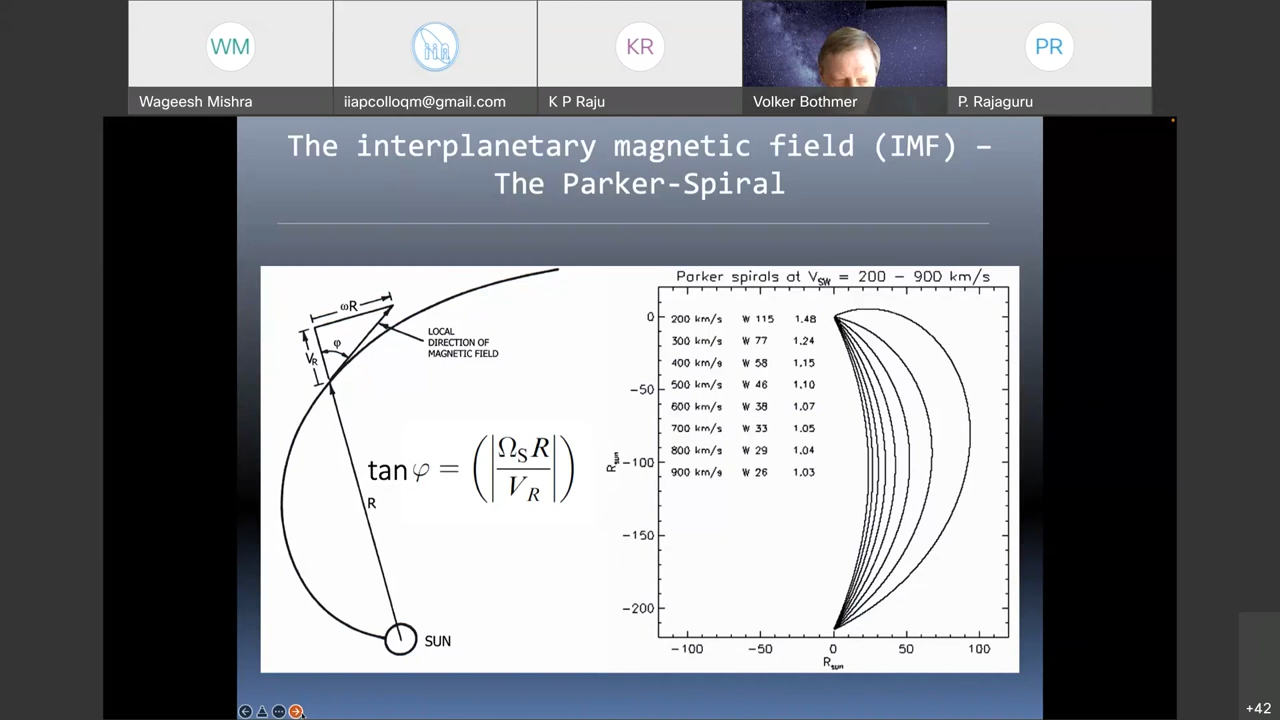 WM
KR
PR
Wageesh Mishra
iiapcolloqm@gmail.com
K P Raju
Volker Bothmer
P. Rajaguru
The interplanetary magnetic field (IMF) –
The Parker-Spiral
ωR
φ
V_R
LOCAL
DIRECTION OF
MAGNETIC FIELD
tan φ = (|Ω_S R / V_R|)
R
SUN
Parker spirals at V_SW = 200 – 900 km/s
200 km/s W 115 1.48
300 km/s W 77 1.24
400 km/s W 58 1.15
500 km/s W 46 1.10
600 km/s W 38 1.07
700 km/s W 33 1.05
800 km/s W 29 1.04
900 km/s W 26 1.03
0
-50
-100
-150
-200
R_sun
-100 -50 0 50 100
R_sun
+42